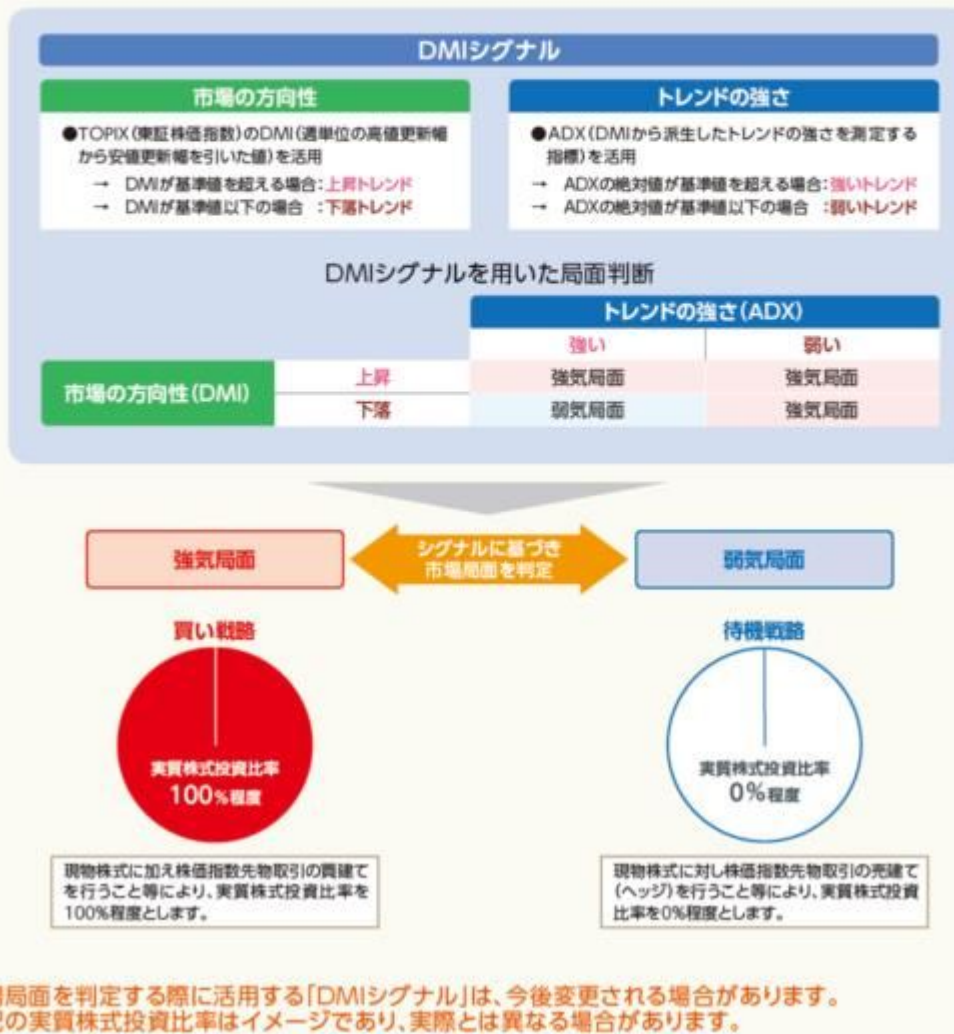 DMIシグナル
市場の方向性
●TOPIX(東証株価指数)のDMI(週単位の高値更新幅
から安値更新幅を引いた値)を活用
→ DMIが基準値を超える場合:上昇トレンド
→ DMIが基準値以下の場合 :下落トレンド
トレンドの強さ
●ADX(DMIから派生したトレンドの強さを測定する
指標)を活用
→ ADXの絶対値が基準値を超える場合:強いトレンド
→ ADXの絶対値が基準値以下の場合 :弱いトレンド
DMIシグナルを用いた局面判断
トレンドの強さ(ADX)
強い 弱い
市場の方向性(DMI)
上昇 強気局面 強気局面
下落 弱気局面 強気局面
強気局面
シグナルに基づき
市場局面を判定
弱気局面
買い戦略
実質株式投資比率
100%程度
現物株式に加え株価指数先物取引の買建て
を行うこと等により、実質株式投資比率を
100%程度とします。
待機戦略
実質株式投資比率
0%程度
現物株式に対し株価指数先物取引の売建て
(ヘッジ)を行うこと等により、実質株式投資
比率を0%程度とします。
局面を判定する際に活用する「DMIシグナル」は、今後変更される場合があります。
の実質株式投資比率はイメージであり、実際とは異なる場合があります。